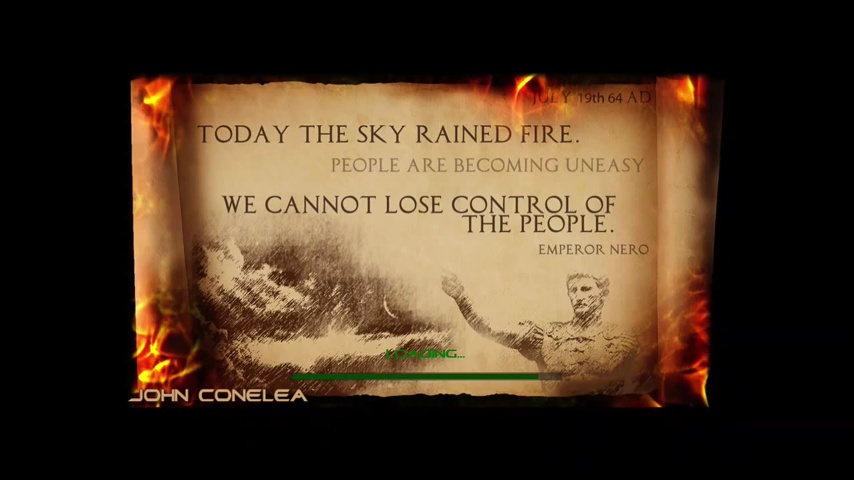 JULY 19th 64 AD
TODAY THE SKY RAINED FIRE.
PEOPLE ARE BECOMING UNEASY
WE CANNOT LOSE CONTROL OF
THE PEOPLE.
EMPEROR NERO
LOADING...
JOHN CONELEA